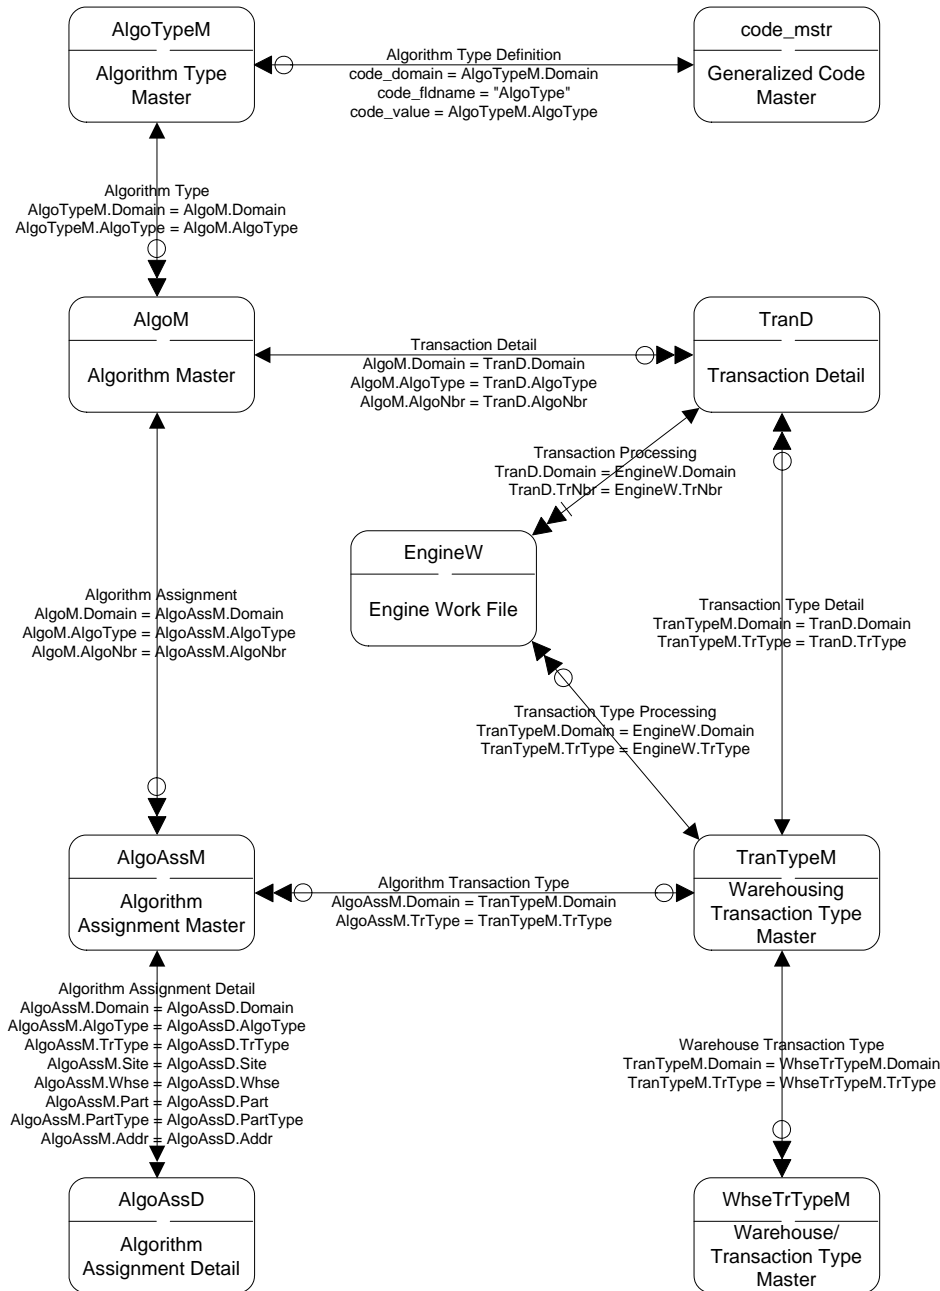 AlgoTypeM
Algorithm Type
Master
Algorithm Type Definition
code_domain = AlgoTypeM.Domain
code_fldname = "AlgoType"
code_value = AlgoTypeM.AlgoType
code_mstr
Generalized Code
Master
Algorithm Type
AlgoTypeM.Domain = AlgoM.Domain
AlgoTypeM.AlgoType = AlgoM.AlgoType
AlgoM
Algorithm Master
Transaction Detail
AlgoM.Domain = TranD.Domain
AlgoM.AlgoType = TranD.AlgoType
AlgoM.AlgoNbr = TranD.AlgoNbr
TranD
Transaction Detail
Transaction Processing
TranD.Domain = EngineW.Domain
TranD.TrNbr = EngineW.TrNbr
EngineW
Engine Work File
Algorithm Assignment
AlgoM.Domain = AlgoAssM.Domain
AlgoM.AlgoType = AlgoAssM.AlgoType
AlgoM.AlgoNbr = AlgoAssM.AlgoNbr
Transaction Type Detail
TranTypeM.Domain = TranD.Domain
TranTypeM.TrType = TranD.TrType
Transaction Type Processing
TranTypeM.Domain = EngineW.Domain
TranTypeM.TrType = EngineW.TrType
AlgoAssM
Algorithm
Assignment Master
Algorithm Transaction Type
AlgoAssM.Domain = TranTypeM.Domain
AlgoAssM.TrType = TranTypeM.TrType
TranTypeM
Warehousing
Transaction Type
Master
Algorithm Assignment Detail
AlgoAssM.Domain = AlgoAssD.Domain
AlgoAssM.AlgoType = AlgoAssD.AlgoType
AlgoAssM.TrType = AlgoAssD.TrType
AlgoAssM.Site = AlgoAssD.Site
AlgoAssM.Whse = AlgoAssD.Whse
AlgoAssM.Part = AlgoAssD.Part
AlgoAssM.PartType = AlgoAssD.PartType
AlgoAssM.Addr = AlgoAssD.Addr
Warehouse Transaction Type
TranTypeM.Domain = WhseTrTypeM.Domain
TranTypeM.TrType = WhseTrTypeM.TrType
AlgoAssD
Algorithm
Assignment Detail
WhseTrTypeM
Warehouse/
Transaction Type
Master